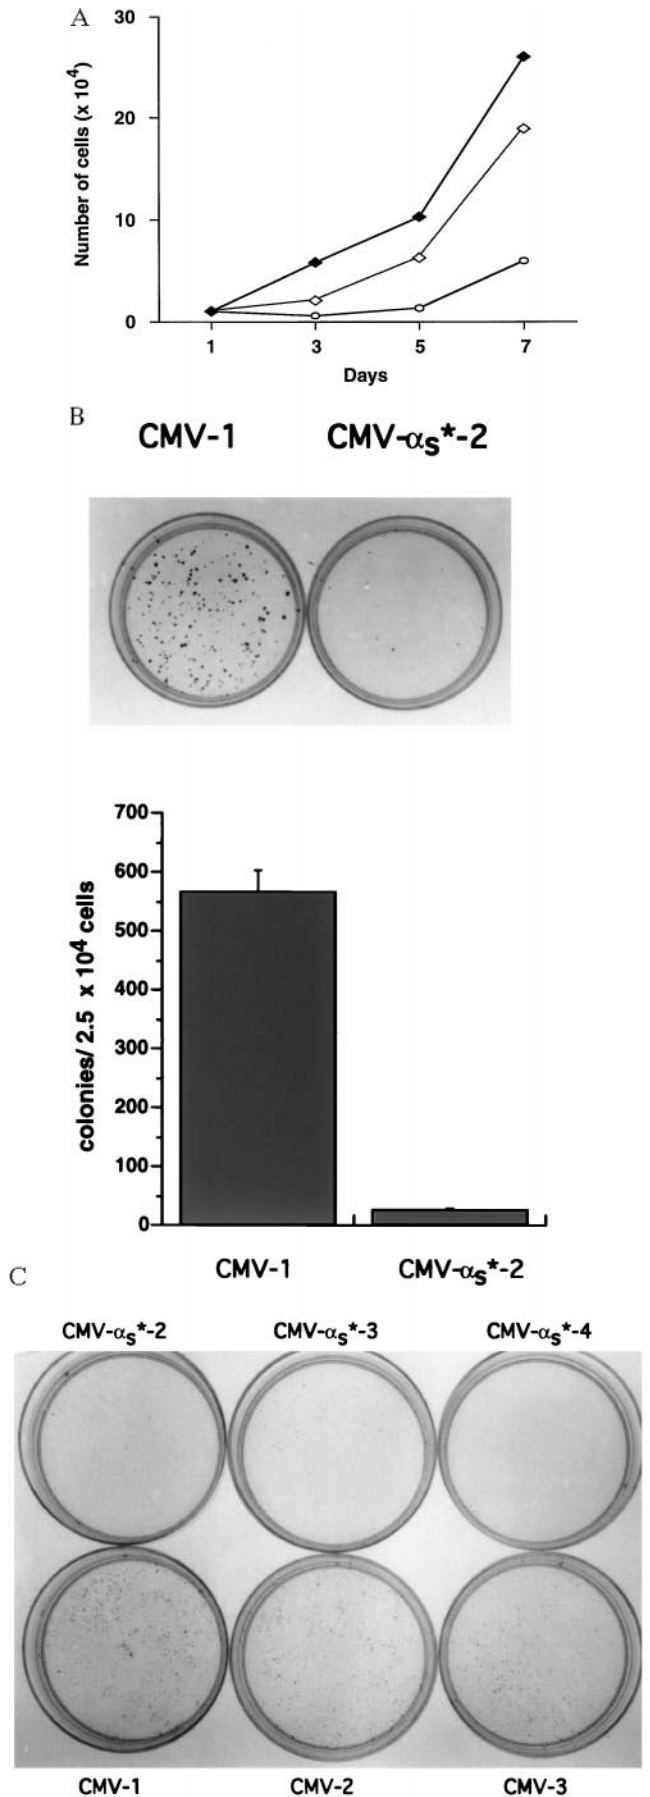 A
30
20
10
0
Number of cells (x 10⁴)
1 3 5 7
Days
B
CMV-1 CMV-αs*-2
700
600
500
400
300
200
100
0
colonies/ 2.5 x 10⁴ cells
CMV-1 CMV-αs*-2
C
CMV-αs*-2 CMV-αs*-3 CMV-αs*-4
CMV-1 CMV-2 CMV-3